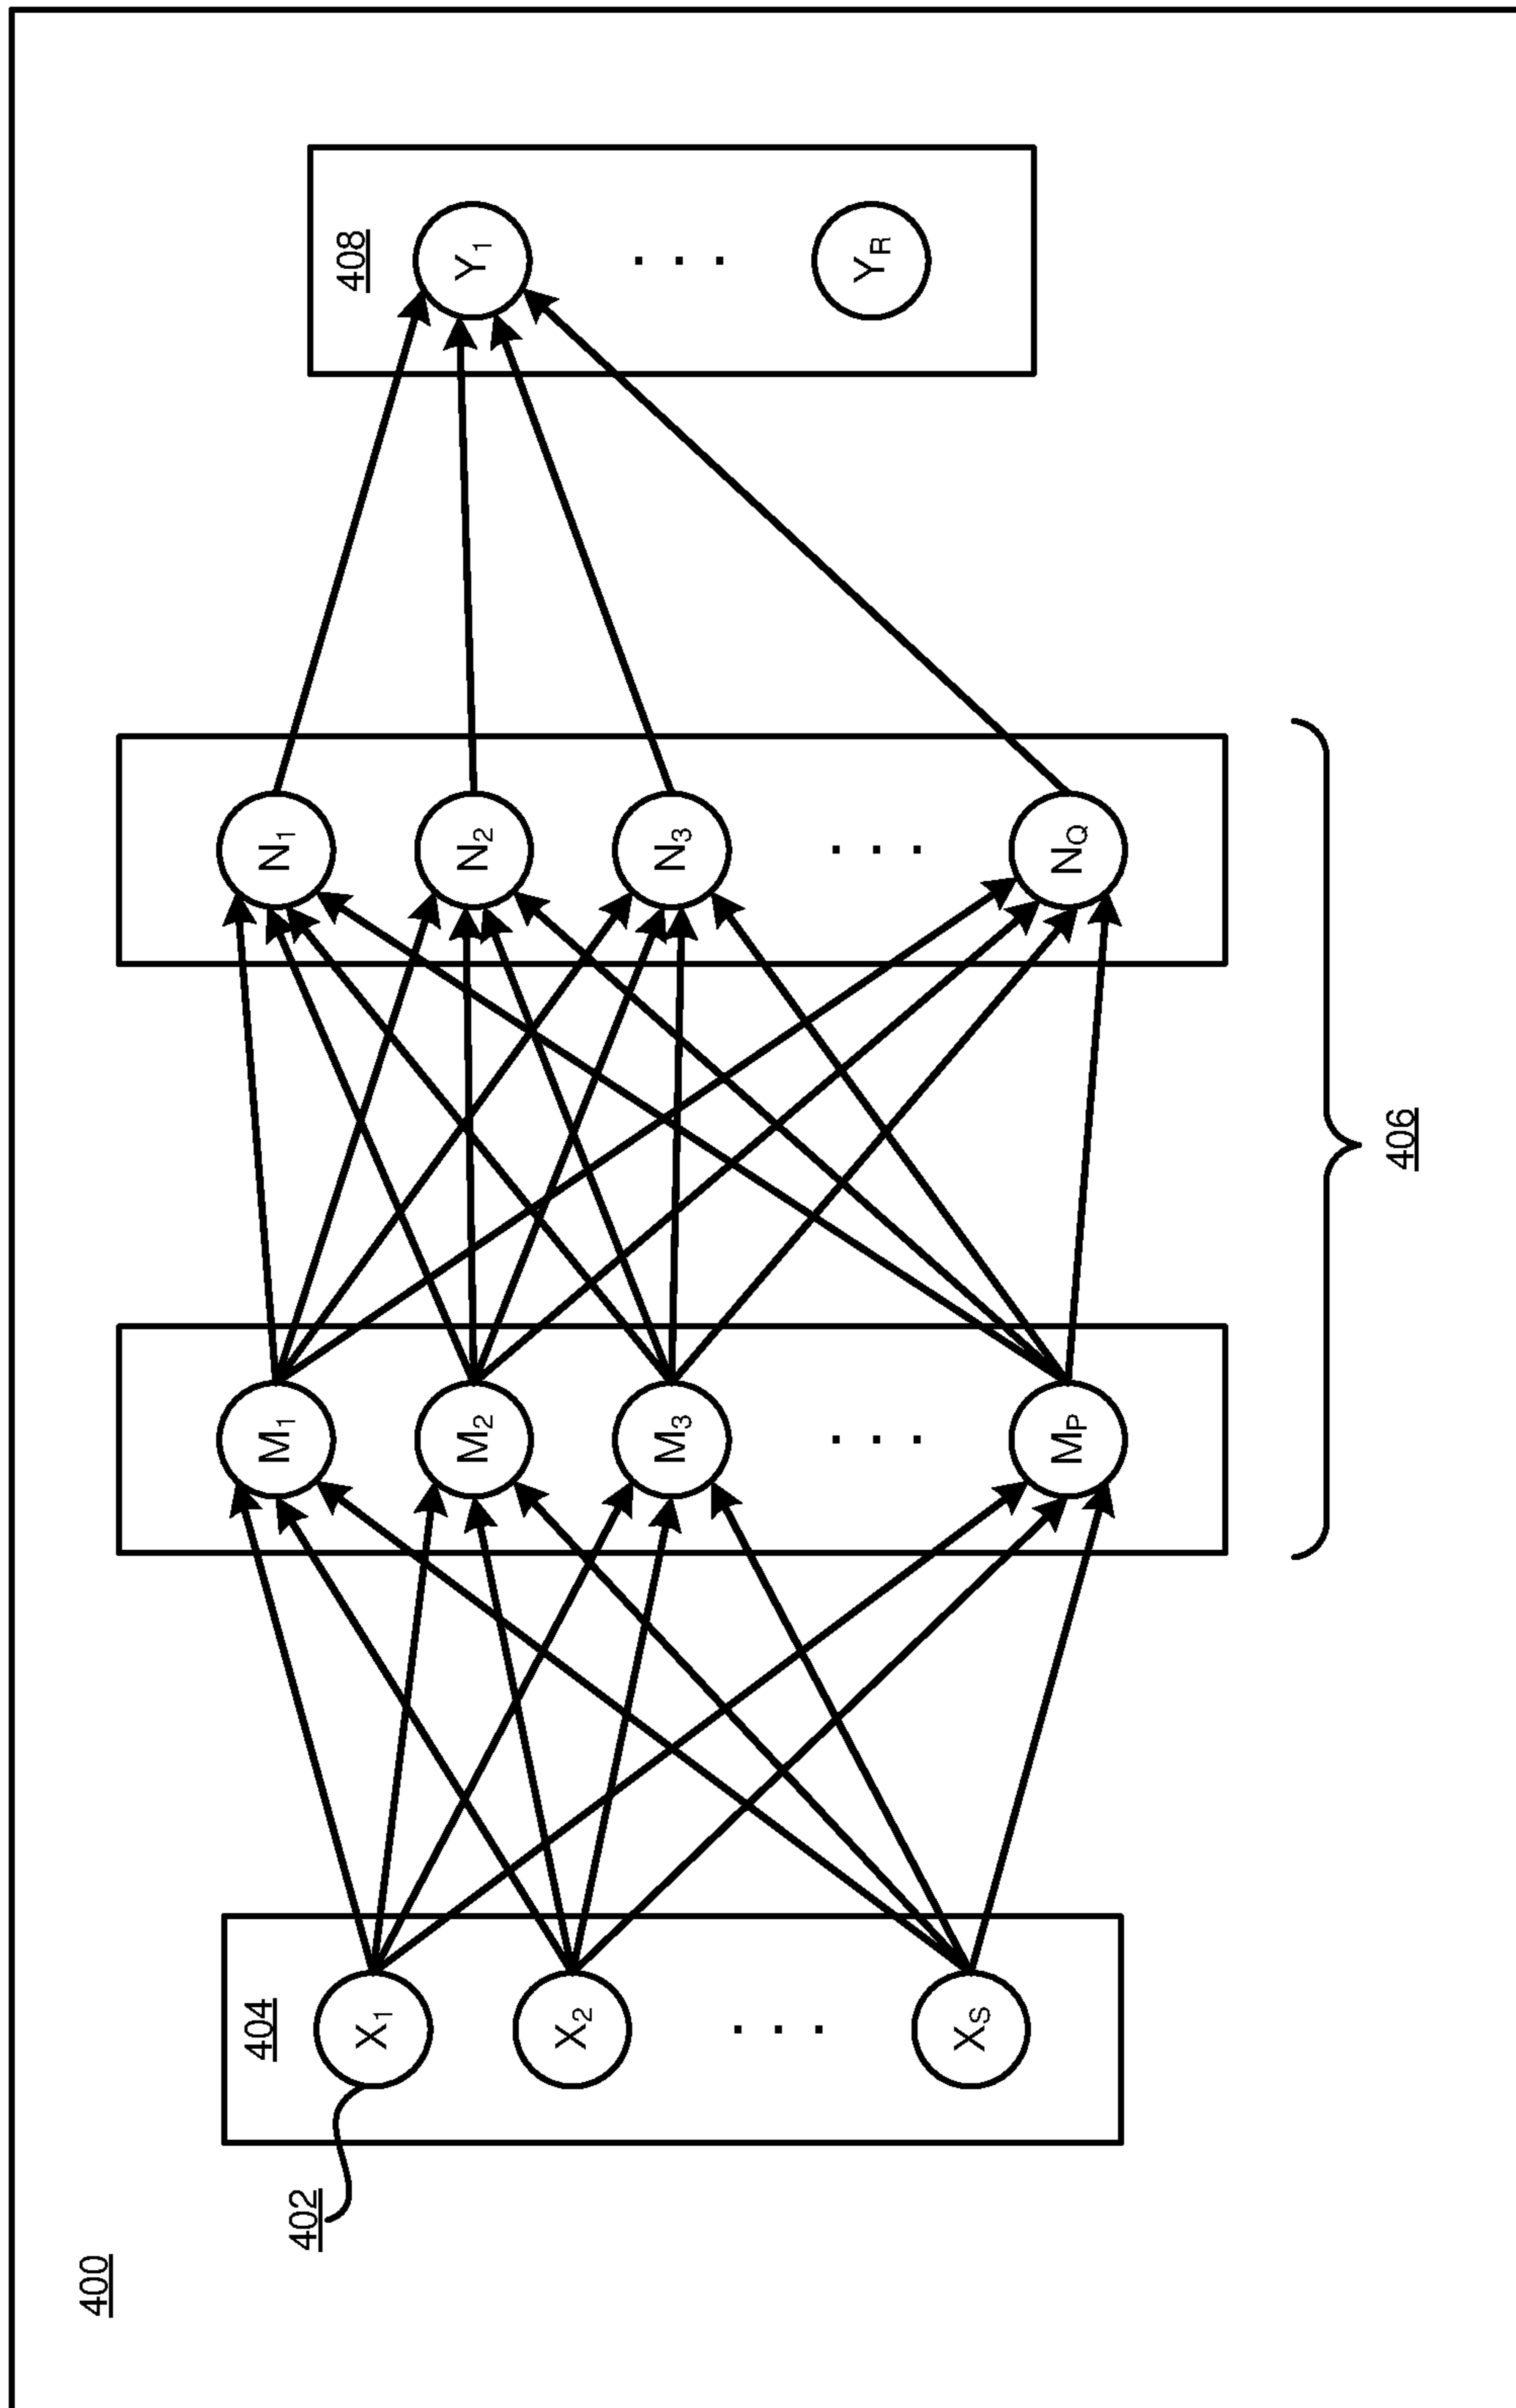 400
402
404
X1
X2
. . .
XS
M1
M2
M3
. . .
MP
N1
N2
N3
. . .
NQ
406
408
Y1
. . .
YR